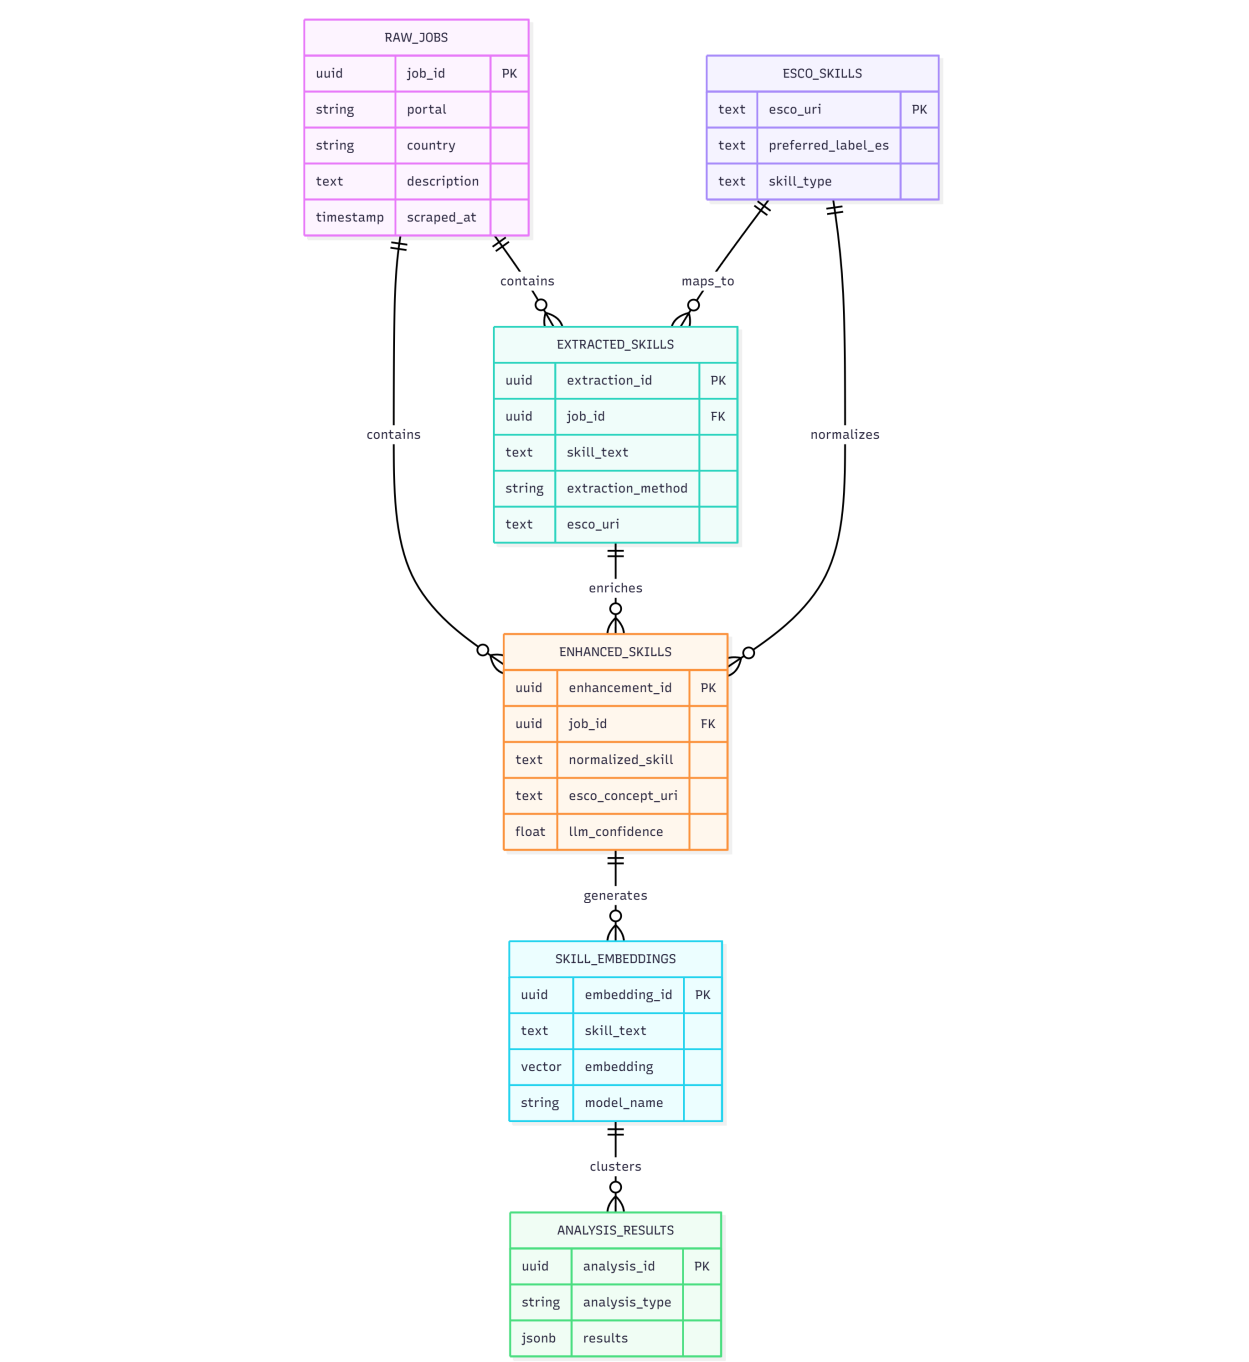 RAW_JOBS
uuid job_id PK
string portal
string country
text description
timestamp scraped_at
ESCO_SKILLS
text esco_uri PK
text preferred_label_es
text skill_type
contains
maps_to
EXTRACTED_SKILLS
uuid extraction_id PK
uuid job_id FK
text skill_text
string extraction_method
text esco_uri
contains
normalizes
enriches
ENHANCED_SKILLS
uuid enhancement_id PK
uuid job_id FK
text normalized_skill
text esco_concept_uri
float llm_confidence
generates
SKILL_EMBEDDINGS
uuid embedding_id PK
text skill_text
vector embedding
string model_name
clusters
ANALYSIS_RESULTS
uuid analysis_id PK
string analysis_type
jsonb results